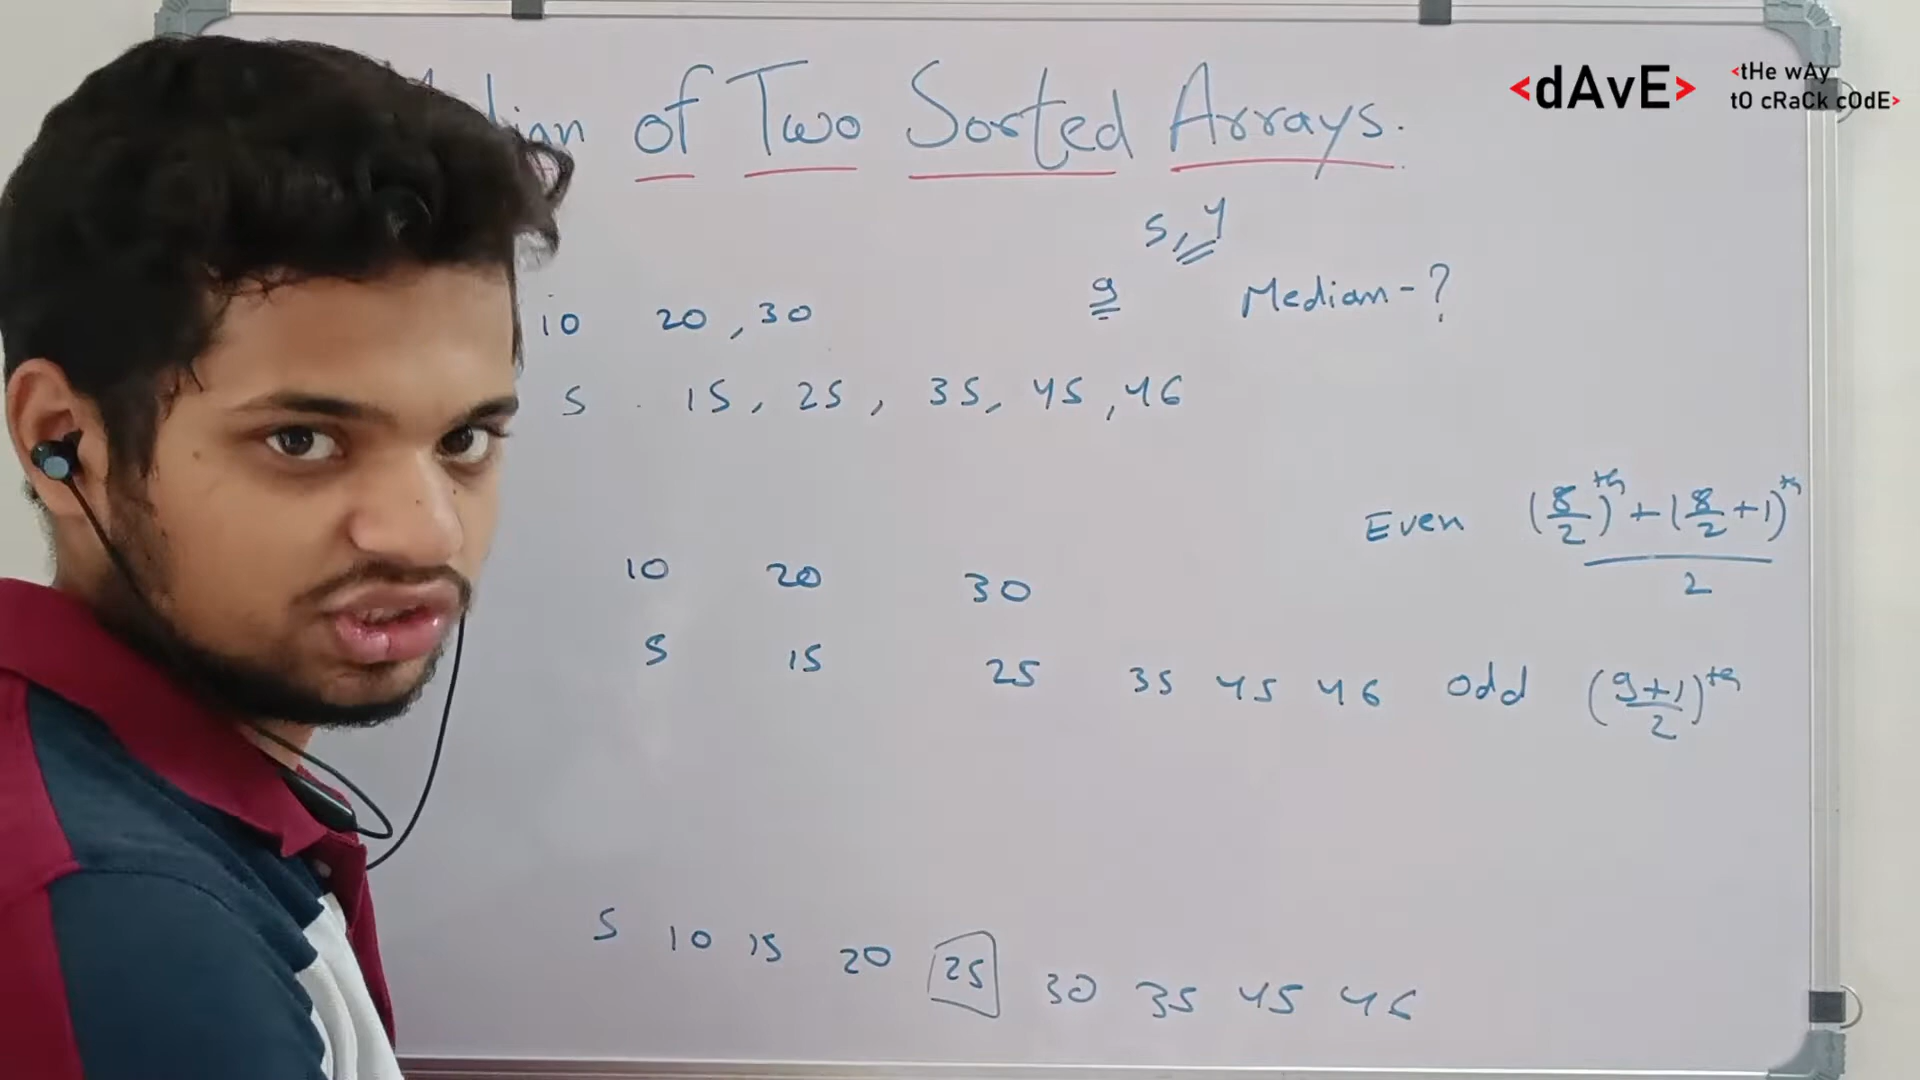 of Two Sorted Arrays.
<dAvE> <tHe wAy
tO cRaCk cOdE>
5, 4
9 Median - ?
10 20 , 30
5 15 , 25 , 35, 45 , 46
Even (8/2)th + (8/2 + 1)th
2
10 20 30
5 15 25 35 45 46 odd (9+1/2)th
5 10 15 20 25 30 35 45 46